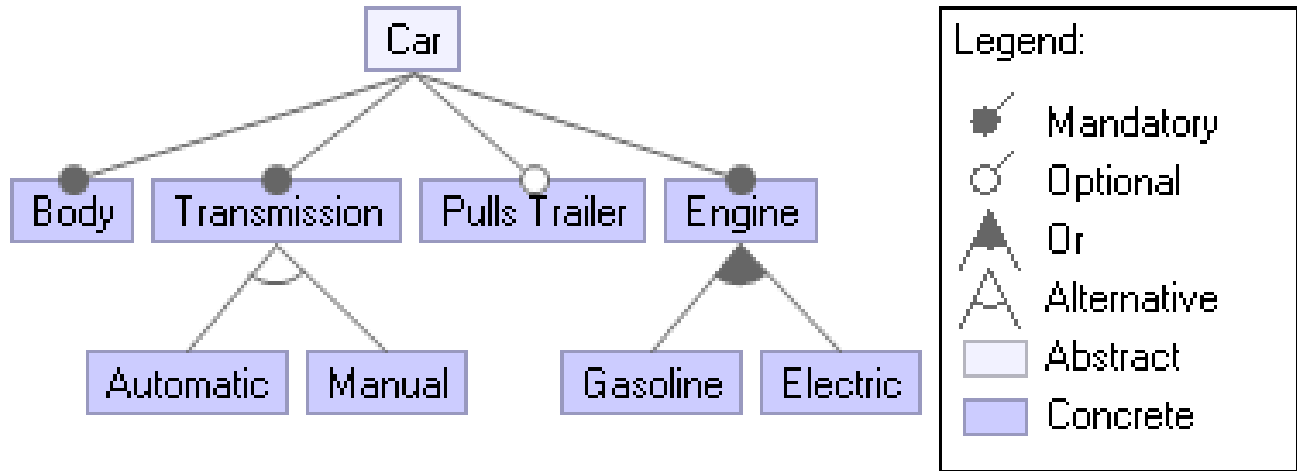 Car
Body
Transmission
Pulls Trailer
Engine
Automatic
Manual
Gasoline
Electric
Legend:
Mandatory
Optional
Or
Alternative
Abstract
Concrete